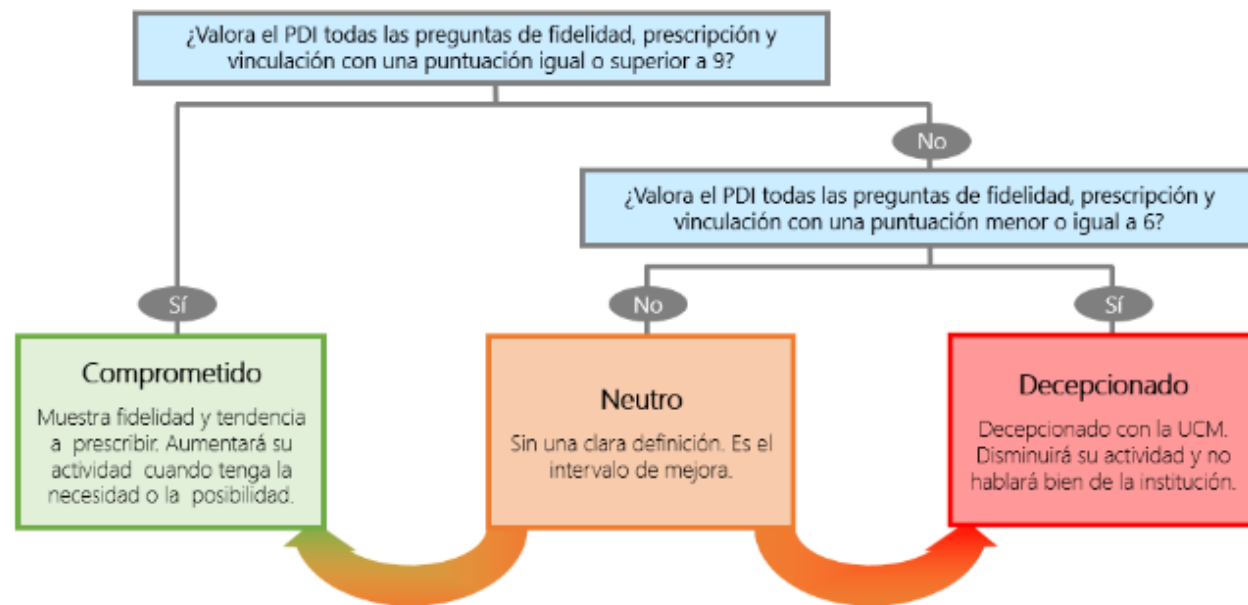 ¿Valora el PDI todas las preguntas de fidelidad, prescripción y
vinculación con una puntuación igual o superior a 9?
No
¿Valora el PDI todas las preguntas de fidelidad, prescripción y
vinculación con una puntuación menor o igual a 6?
Sí
No
Sí
Comprometido
Muestra fidelidad y tendencia
a prescribir. Aumentará su
actividad cuando tenga la
necesidad o la posibilidad.
Neutro
Sin una clara definición. Es el
intervalo de mejora.
Decepcionado
Decepcionado con la UCM.
Disminuirá su actividad y no
hablará bien de la institución.